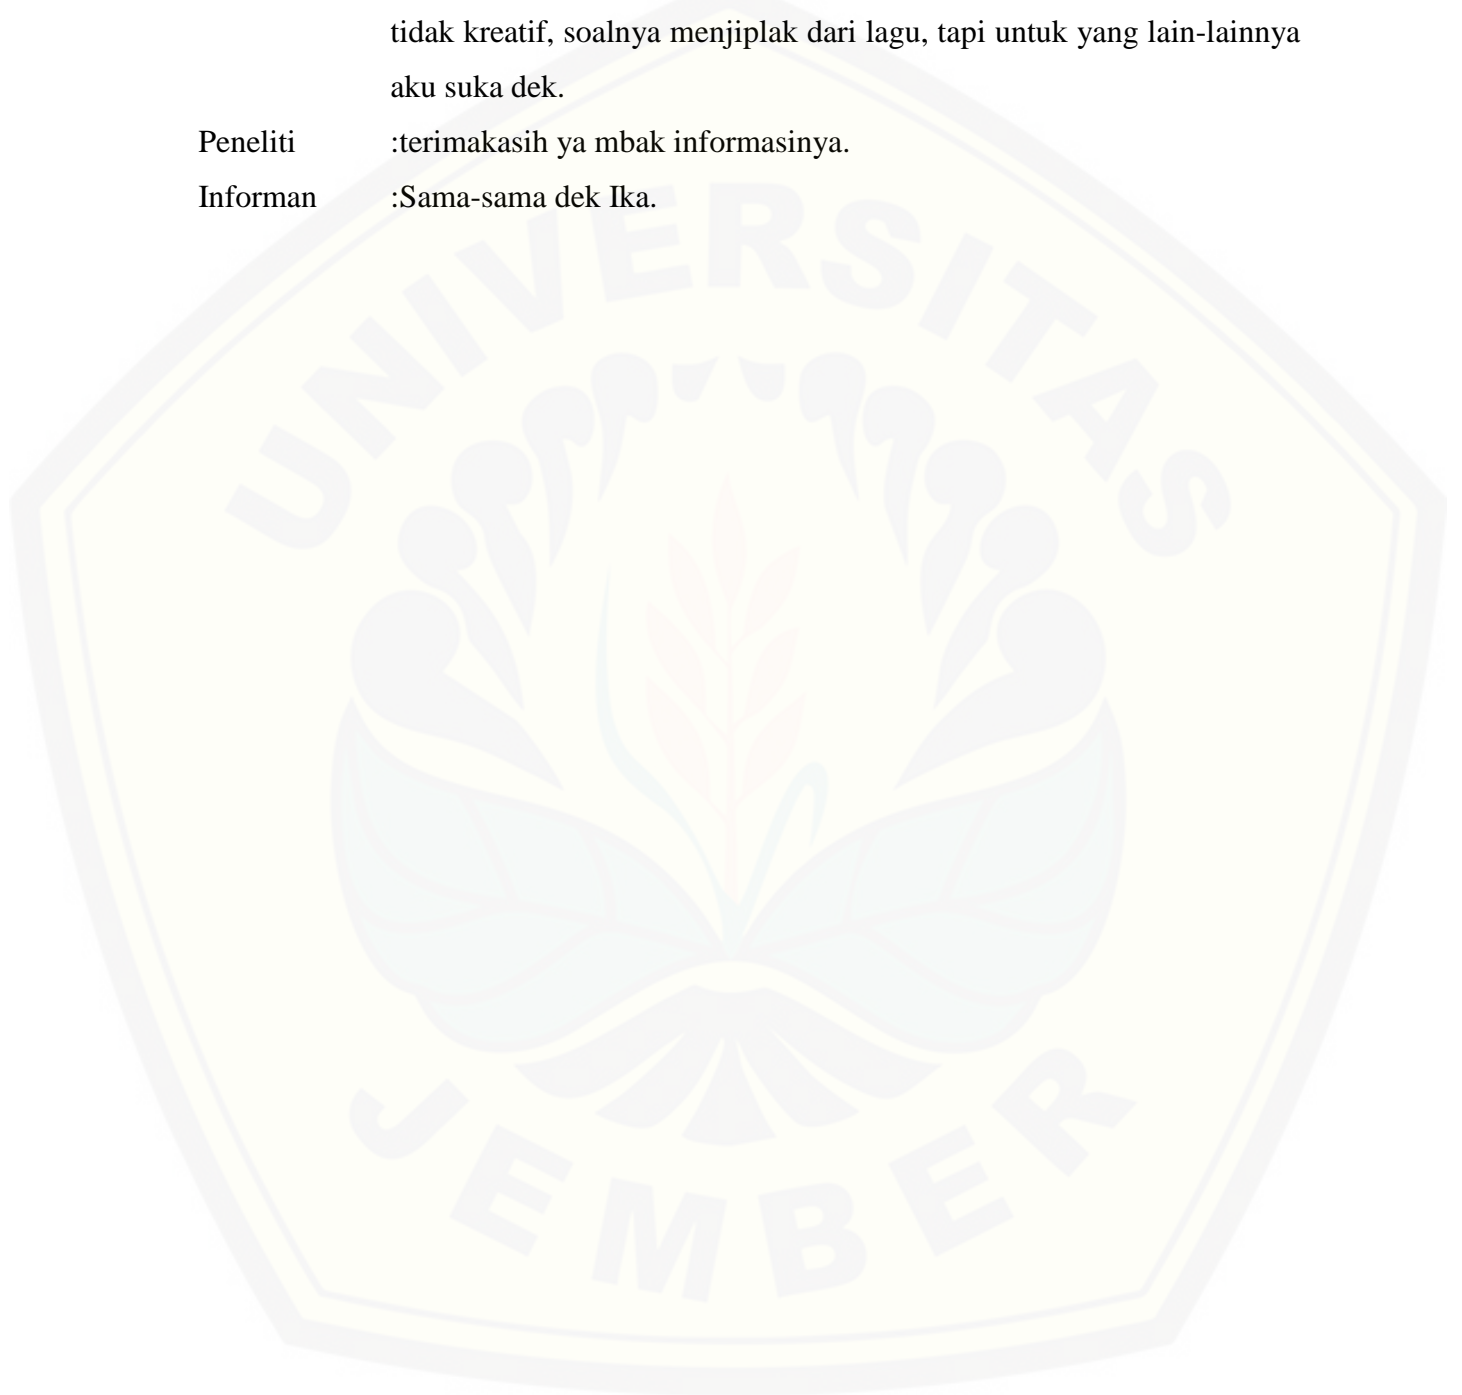 tidak kreatif, soalnya menjiplak dari lagu, tapi untuk yang lain-lainnya
aku suka dek.
Peneliti :terimakasih ya mbak informasinya.
Informan :Sama-sama dek Ika.
UNIVERSITAS
JEMBER